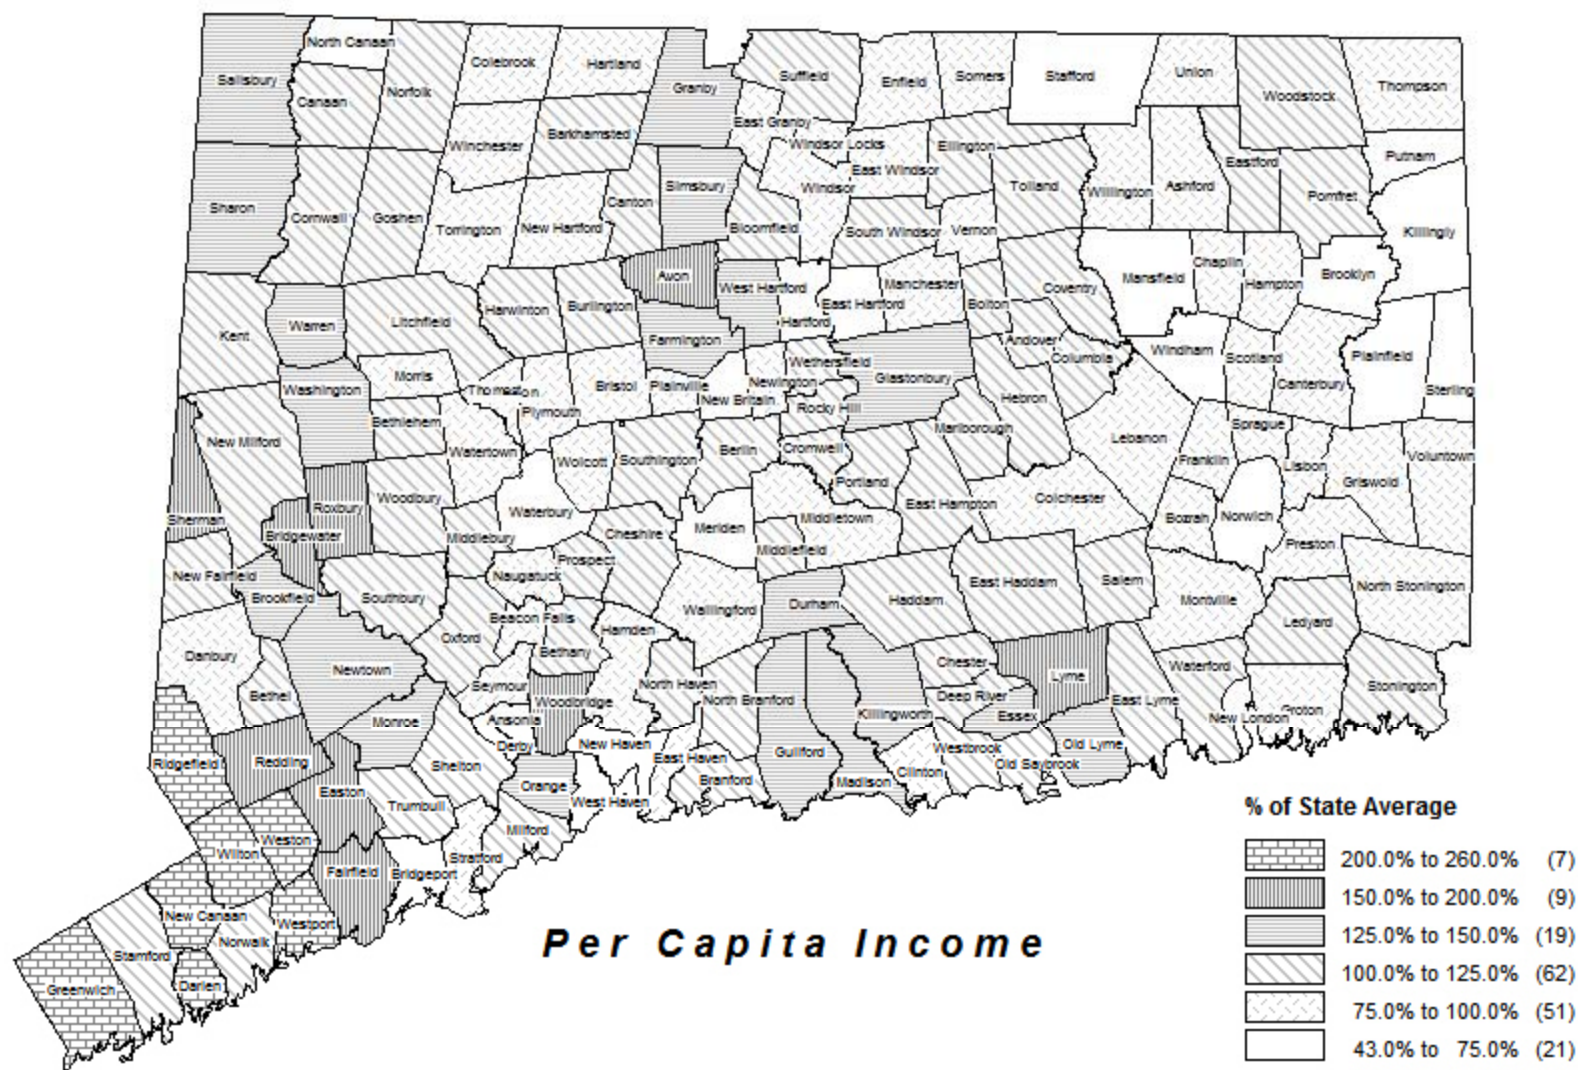 North Canaan
Colebrook
Hartland
Salisbury
Canaan
Norfolk
Granby
Suffield
Enfield
Somers
Stafford
Union
Woodstock
Thompson
East Granby
Winchester
Barkhamsted
Windsor Locks
East Windsor
Ellington
Putnam
Eastford
Sharon
Cornwall
Goshen
Torrington
New Hartford
Canton
Simsbury
Bloomfield
Windsor
South Windsor
Vernon
Tolland
Willington
Ashford
Pomfret
Killingly
Avon
West Hartford
Hartford
East Hartford
Manchester
Bolton
Coventry
Mansfield
Chaplin
Hampton
Brooklyn
Kent
Warren
Litchfield
Harwinton
Burlington
Farmington
Wethersfield
Glastonbury
Andover
Columbia
Windham
Scotland
Plainfield
Washington
Morris
Thomaston
Bristol
Plainville
Newington
New Britain
Rocky Hill
Hebron
Canterbury
Sterling
New Milford
Bethlehem
Plymouth
Watertown
Wolcott
Southington
Berlin
Cromwell
Marlborough
Lebanon
Sprague
Franklin
Lisbon
Griswold
Voluntown
Sherman
Roxbury
Woodbury
Bridgewater
Waterbury
Cheshire
Meriden
Middletown
Portland
East Hampton
Colchester
Bozrah
Norwich
Preston
Middlebury
Prospect
Middlefield
New Fairfield
Brookfield
Southbury
Naugatuck
Wallingford
Durham
Haddam
East Haddam
Salem
Montville
North Stonington
Ledyard
Oxford
Beacon Falls
Hamden
Bethany
Danbury
Newtown
Bethel
Seymour
Woodbridge
North Haven
North Branford
Chester
Deep River
Lyme
East Lyme
Waterford
Stonington
Killingworth
Essex
New London
Groton
Monroe
Ansonia
Derby
New Haven
East Haven
Guilford
Westbrook
Old Saybrook
Old Lyme
Ridgefield
Redding
Easton
Shelton
Trumbull
Orange
West Haven
Branford
Madison
Clinton
Weston
Wilton
Fairfield
Bridgeport
Stratford
Milford
New Canaan
Westport
Norwalk
Stamford
Greenwich
Darien
Per Capita Income
% of State Average
200.0% to 260.0% (7)
150.0% to 200.0% (9)
125.0% to 150.0% (19)
100.0% to 125.0% (62)
75.0% to 100.0% (51)
43.0% to 75.0% (21)